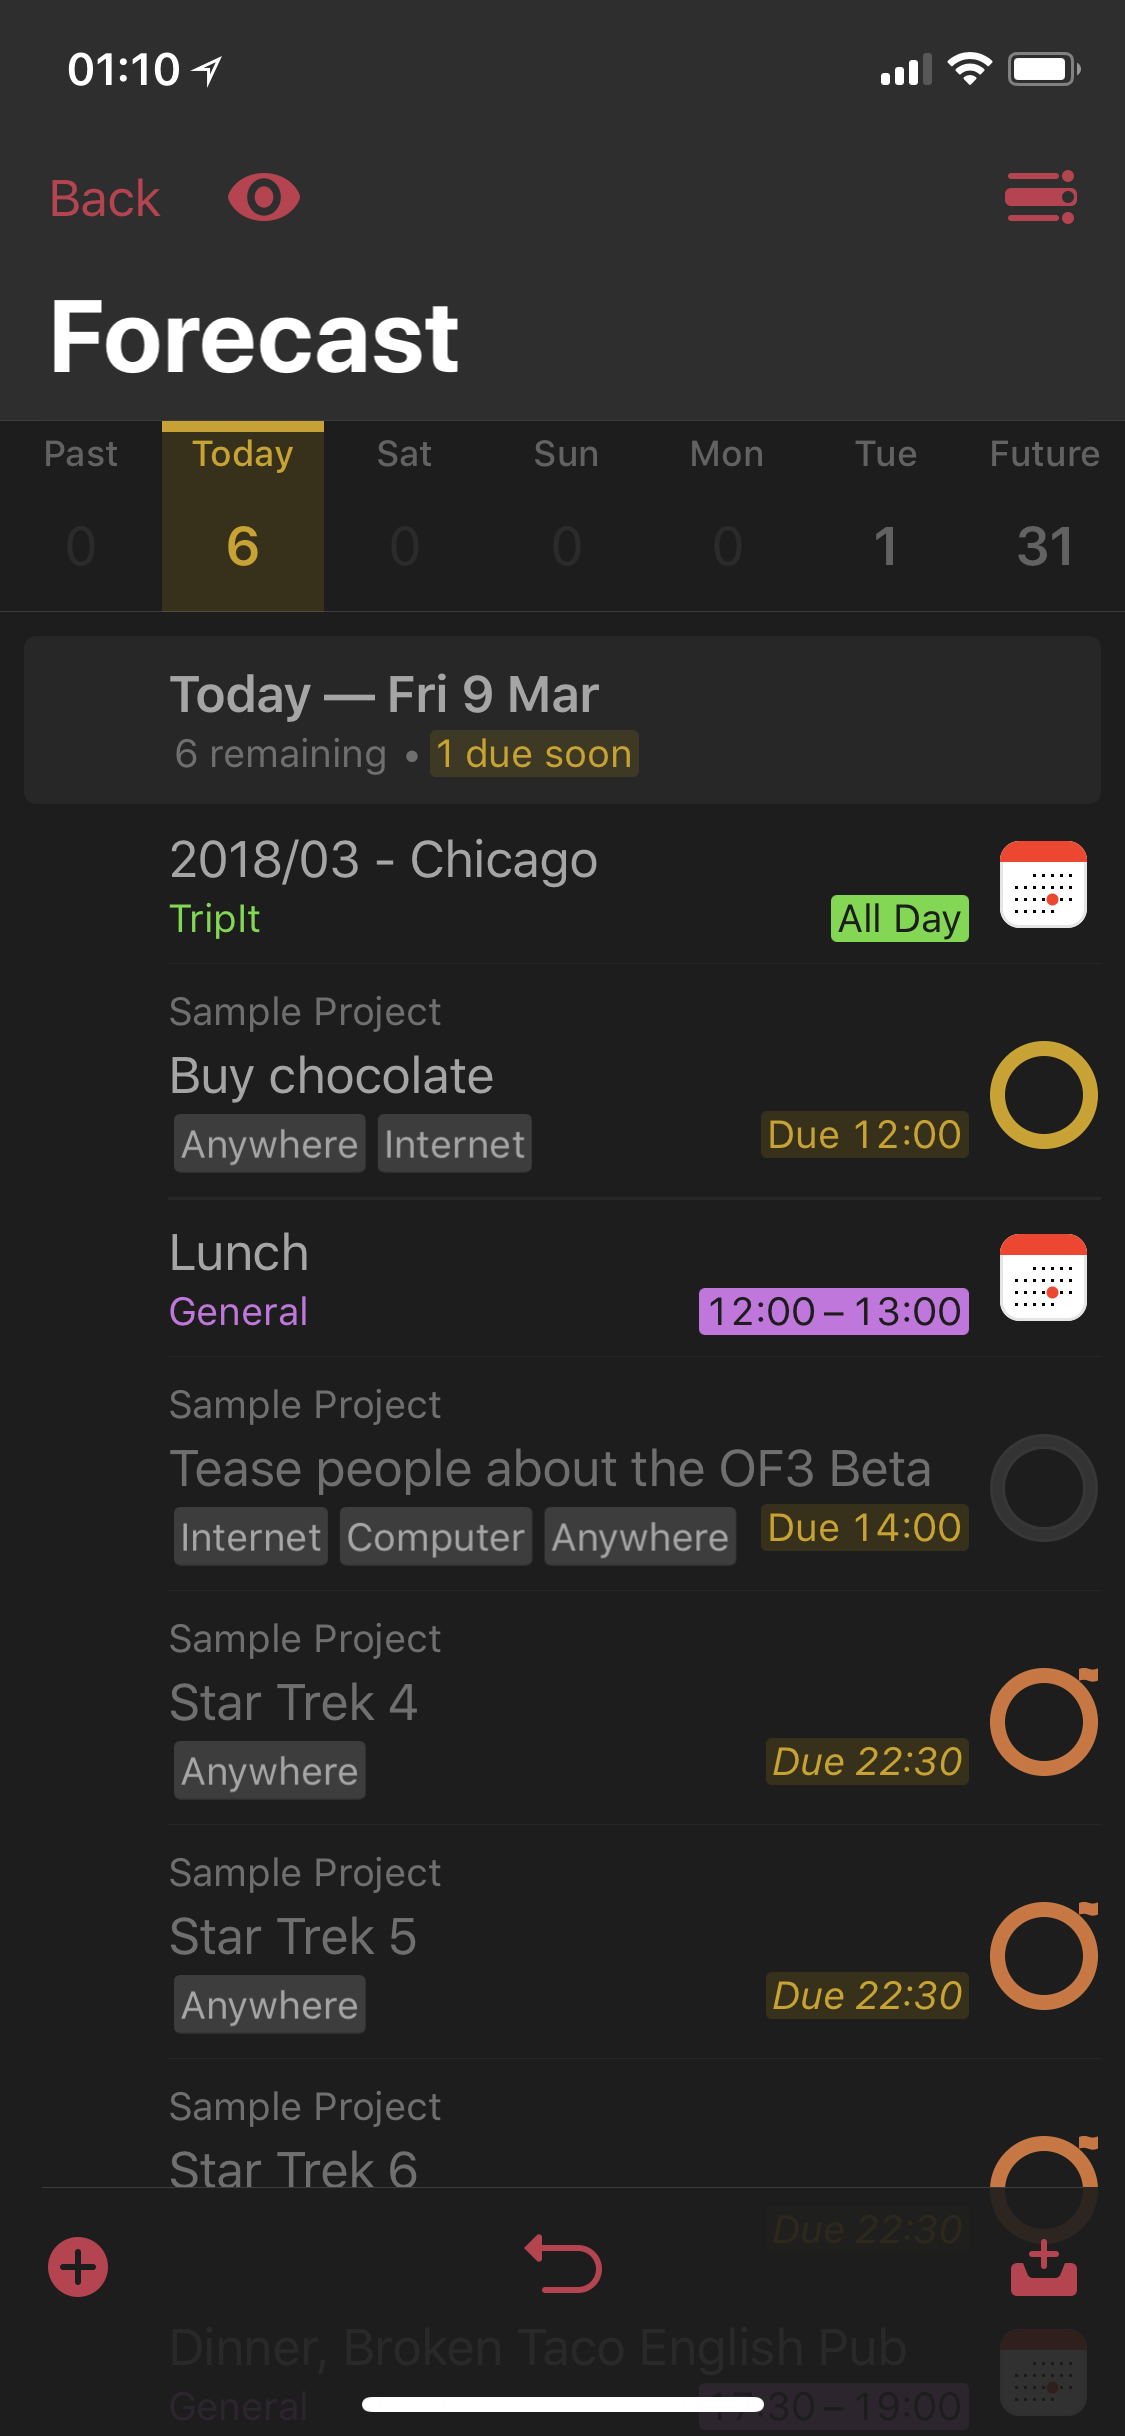 01:10
Back
Forecast
Past Today Sat Sun Mon Tue Future
0 6 0 0 0 1 31
Today — Fri 9 Mar
6 remaining • 1 due soon
2018/03 - Chicago
TripIt All Day
Sample Project
Buy chocolate
Anywhere Internet Due 12:00
Lunch
General 12:00 – 13:00
Sample Project
Tease people about the OF3 Beta
Internet Computer Anywhere Due 14:00
Sample Project
Star Trek 4
Anywhere Due 22:30
Sample Project
Star Trek 5
Anywhere Due 22:30
Sample Project
Star Trek 6
Due 22:30
Dinner, Broken Taco English Pub
General 17:30 – 19:00